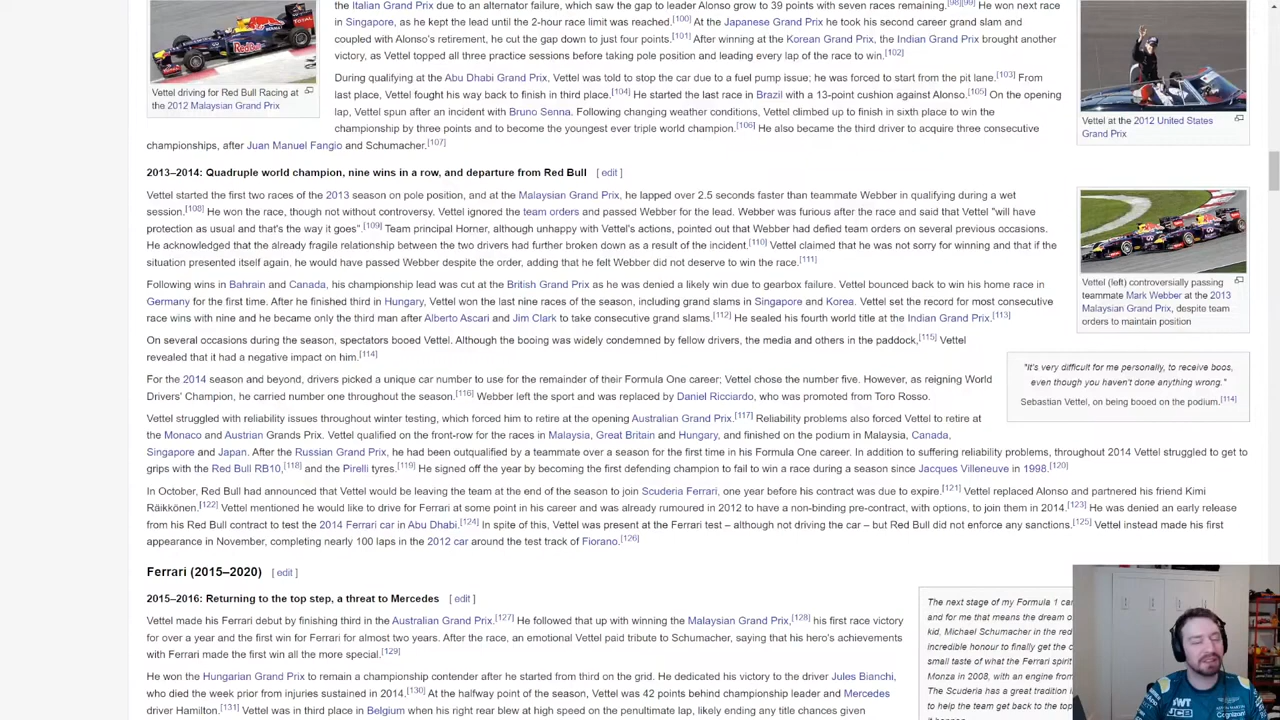 the Italian Grand Prix due to an alternator failure, which saw the gap to leader Alonso grow to 39 points with seven races remaining.[98][99] He won next race
in Singapore, as he kept the lead until the 2-hour race limit was reached.[100] At the Japanese Grand Prix he took his second career grand slam and
coupled with Alonso's retirement, he cut the gap down to just four points.[101] After winning at the Korean Grand Prix, the Indian Grand Prix brought another
victory, as Vettel topped all three practice sessions before taking pole position and leading every lap of the race to win.[102]
Vettel driving for Red Bull Racing at
the 2012 Malaysian Grand Prix
During qualifying at the Abu Dhabi Grand Prix, Vettel was told to stop the car due to a fuel pump issue; he was forced to start from the pit lane.[103] From
last place, Vettel fought his way back to finish in third place.[104] He started the last race in Brazil with a 13-point cushion against Alonso.[105] On the opening
lap, Vettel spun after an incident with Bruno Senna. Following changing weather conditions, Vettel climbed up to finish in sixth place to win the
championship by three points and to become the youngest ever triple world champion.[106] He also became the third driver to acquire three consecutive
championships, after Juan Manuel Fangio and Schumacher.[107]
Vettel at the 2012 United States
Grand Prix
2013–2014: Quadruple world champion, nine wins in a row, and departure from Red Bull [ edit ]
Vettel started the first two races of the 2013 season on pole position, and at the Malaysian Grand Prix, he lapped over 2.5 seconds faster than teammate Webber in qualifying during a wet
session.[108] He won the race, though not without controversy. Vettel ignored the team orders and passed Webber for the lead. Webber was furious after the race and said that Vettel "will have
protection as usual and that's the way it goes".[109] Team principal Horner, although unhappy with Vettel's actions, pointed out that Webber had defied team orders on several previous occasions.
He acknowledged that the already fragile relationship between the two drivers had further broken down as a result of the incident.[110] Vettel claimed that he was not sorry for winning and that if the
situation presented itself again, he would have passed Webber despite the order, adding that he felt Webber did not deserve to win the race.[111]
Vettel (left) controversially passing
teammate Mark Webber at the 2013
Malaysian Grand Prix, despite team
orders to maintain position
Following wins in Bahrain and Canada, his championship lead was cut at the British Grand Prix as he was denied a likely win due to gearbox failure. Vettel bounced back to win his home race in
Germany for the first time. After he finished third in Hungary, Vettel won the last nine races of the season, including grand slams in Singapore and Korea. Vettel set the record for most consecutive
race wins with nine and he became only the third man after Alberto Ascari and Jim Clark to take consecutive grand slams.[112] He sealed his fourth world title at the Indian Grand Prix.[113]
On several occasions during the season, spectators booed Vettel. Although the booing was widely condemned by fellow drivers, the media and others in the paddock,[115] Vettel
revealed that it had a negative impact on him.[114]
"It's very difficult for me personally, to receive boos,
even though you haven't done anything wrong."
Sebastian Vettel, on being booed on the podium.[114]
For the 2014 season and beyond, drivers picked a unique car number to use for the remainder of their Formula One career; Vettel chose the number five. However, as reigning World
Drivers' Champion, he carried number one throughout the season.[116] Webber left the sport and was replaced by Daniel Ricciardo, who was promoted from Toro Rosso.
Vettel struggled with reliability issues throughout winter testing, which forced him to retire at the opening Australian Grand Prix.[117] Reliability problems also forced Vettel to retire at
the Monaco and Austrian Grands Prix. Vettel qualified on the front-row for the races in Malaysia, Great Britain and Hungary, and finished on the podium in Malaysia, Canada,
Singapore and Japan. After the Russian Grand Prix, he had been outqualified by a teammate over a season for the first time in his Formula One career. In addition to suffering reliability problems, throughout 2014 Vettel struggled to get to
grips with the Red Bull RB10,[118] and the Pirelli tyres.[119] He signed off the year by becoming the first defending champion to fail to win a race during a season since Jacques Villeneuve in 1998.[120]
In October, Red Bull had announced that Vettel would be leaving the team at the end of the season to join Scuderia Ferrari, one year before his contract was due to expire.[121] Vettel replaced Alonso and partnered his friend Kimi
Räikkönen.[122] Vettel mentioned he would like to drive for Ferrari at some point in his career and was already rumoured in 2012 to have a non-binding pre-contract, with options, to join them in 2014.[123] He was denied an early release
from his Red Bull contract to test the 2014 Ferrari car in Abu Dhabi.[124] In spite of this, Vettel was present at the Ferrari test – although not driving the car – but Red Bull did not enforce any sanctions.[125] Vettel instead made his first
appearance in November, completing nearly 100 laps in the 2012 car around the test track of Fiorano.[126]
Ferrari (2015–2020) [ edit ]
2015–2016: Returning to the top step, a threat to Mercedes [ edit ]
Vettel made his Ferrari debut by finishing third in the Australian Grand Prix.[127] He followed that up with winning the Malaysian Grand Prix,[128] his first race victory
for over a year and the first win for Ferrari for almost two years. After the race, an emotional Vettel paid tribute to Schumacher, saying that his hero's achievements
with Ferrari made the first win all the more special.[129]
He won the Hungarian Grand Prix to remain a championship contender after he started from third on the grid. He dedicated his victory to the driver Jules Bianchi,
who died the week prior from injuries sustained in 2014.[130] At the halfway point of the season, Vettel was 42 points behind championship leader and Mercedes
driver Hamilton.[131] Vettel was in third place in Belgium when his right rear blew at high speed on the penultimate lap, likely ending any title chances given
The next stage of my Formula 1 car
and for me that means the dream o
kid, Michael Schumacher in the red
incredible honour to finally get the c
small taste of what the Ferrari spirit
Monza in 2008, with an engine from
The Scuderia has a great tradition i
to help the team get back to the top